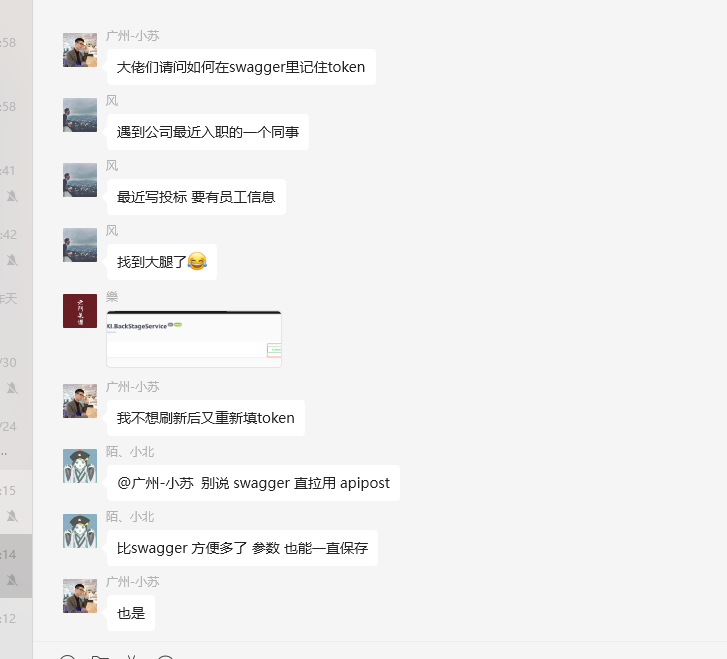 :58
广州-小苏
大佬们请问如何在swagger里记住token
:58
风
遇到公司最近入职的一个同事
:41
风
最近写投标 要有员工信息
:42
风
找到大腿了😂
昨天
樂
KI.BackStageService
/30
广州-小苏
我不想刷新后又重新填token
/24
陌、小北
@广州-小苏 别说 swagger 直拉用 apipost
...
:15
陌、小北
比swagger 方便多了 参数 也能一直保存
:14
广州-小苏
也是
:12